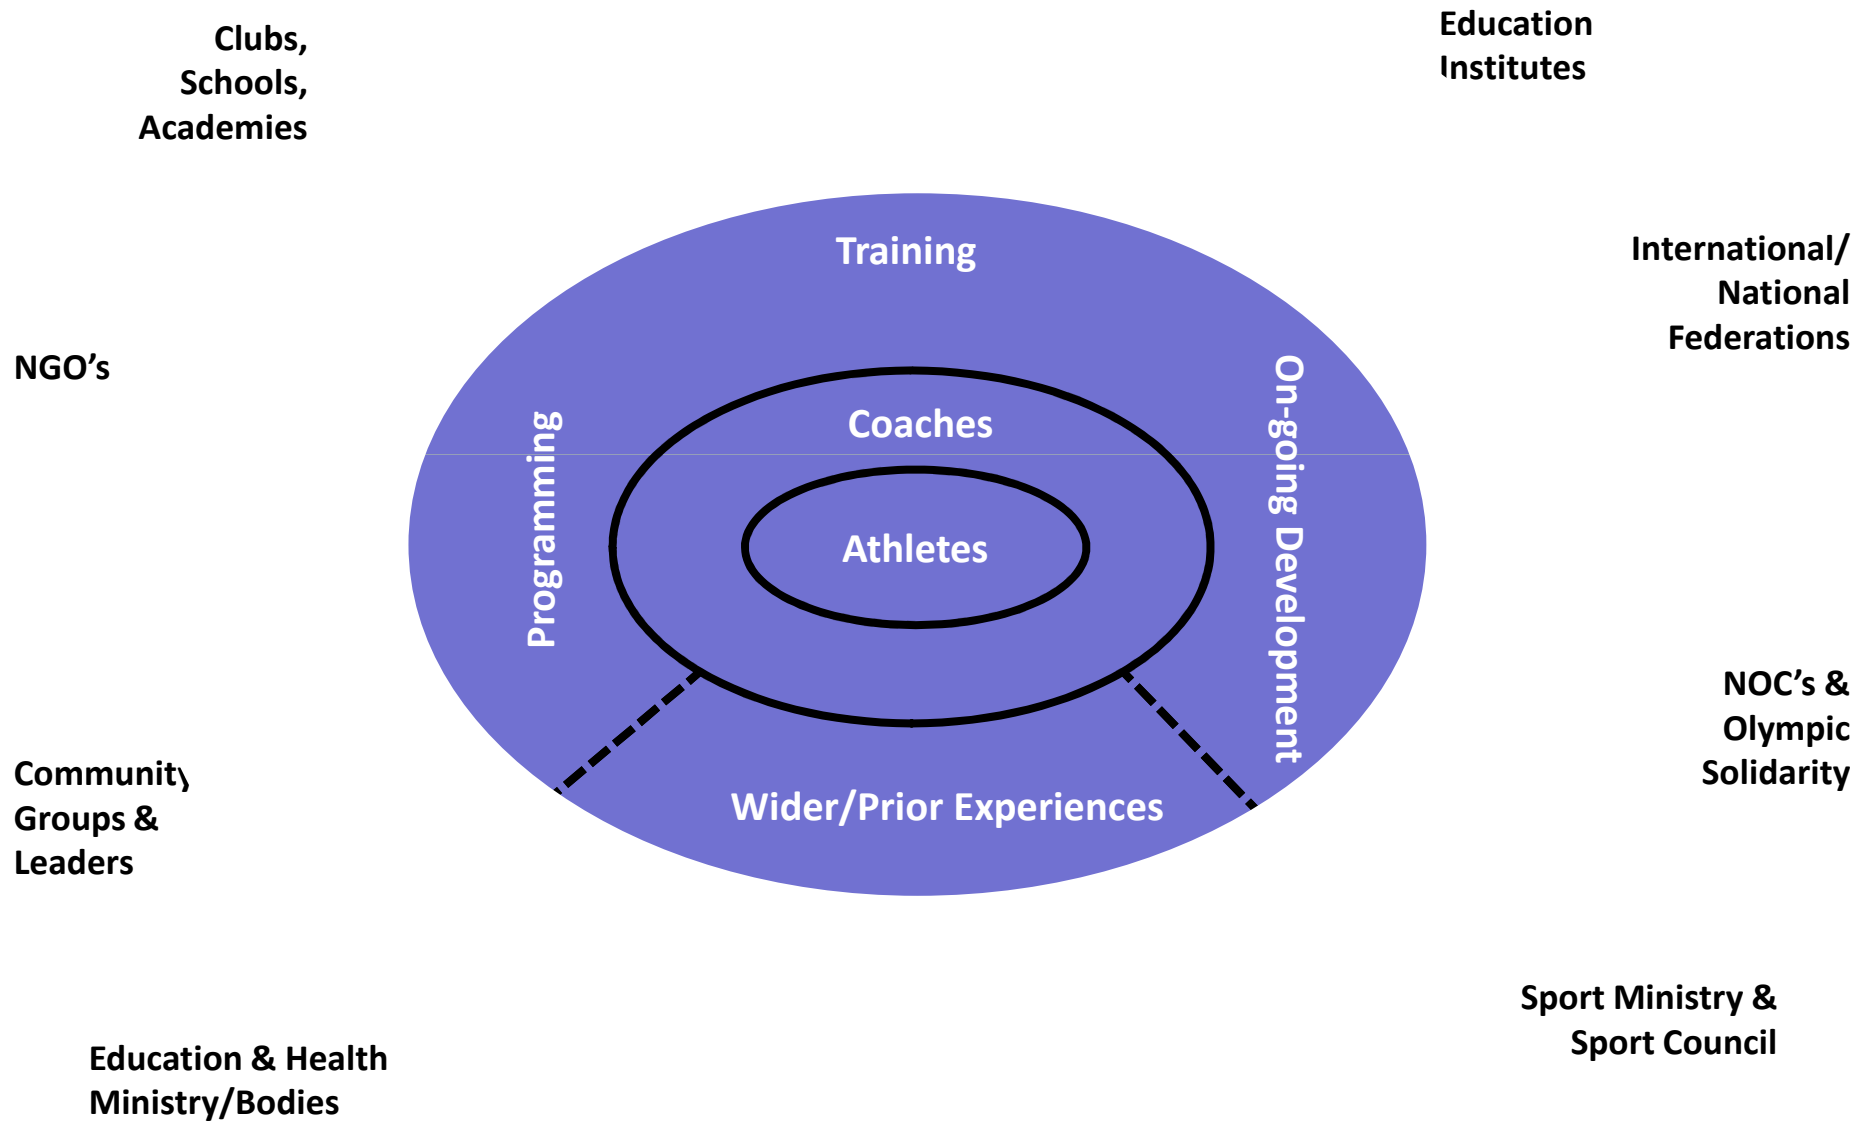 Clubs,
Schools,
Academies
Education
Institutes
Training
International/
National
Federations
NGO’s
Programming
Coaches
On-going Development
Athletes
Wider/Prior Experiences
NOC’s &
Olympic
Solidarity
Community
Groups &
Leaders
Sport Ministry &
Sport Council
Education & Health
Ministry/Bodies